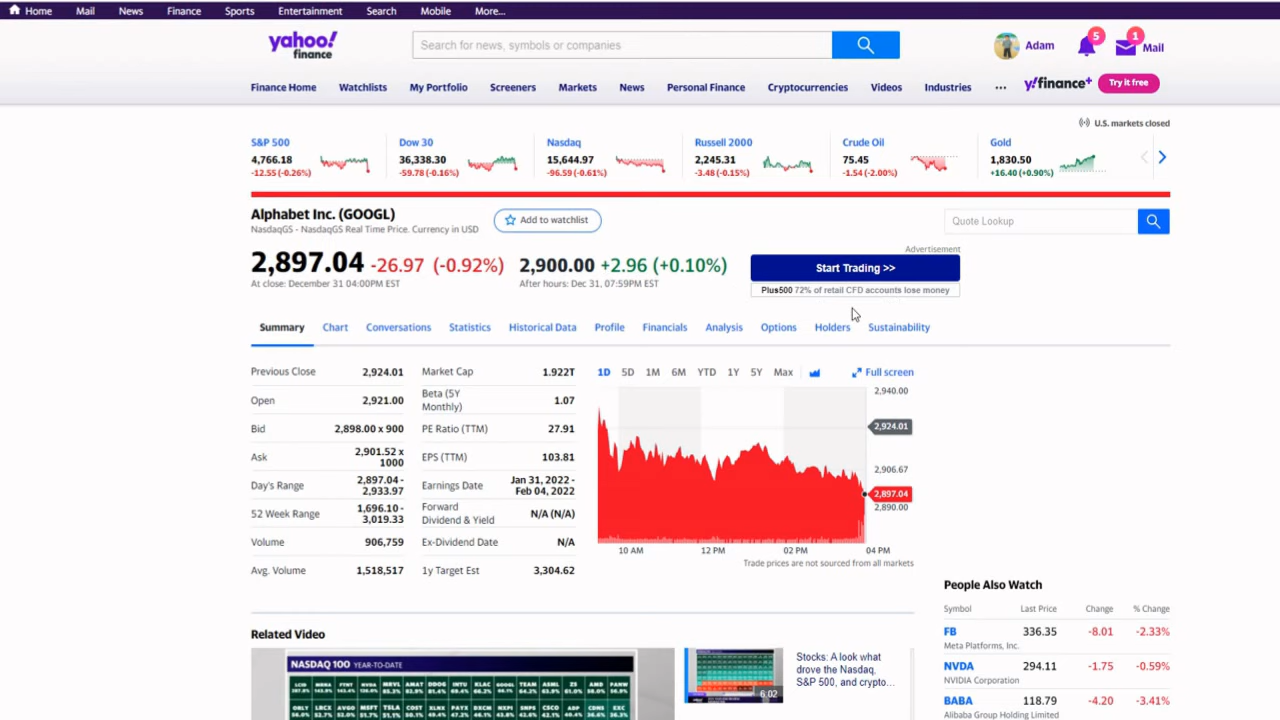 Home Mail News Finance Sports Entertainment Search Mobile More...
yahoo!
finance
Search for news, symbols or companies
Adam
5
1
Mail
Finance Home Watchlists My Portfolio Screeners Markets News Personal Finance Cryptocurrencies Videos Industries ... y!finance+ Try it free
U.S. markets closed
S&P 500 Dow 30 Nasdaq Russell 2000 Crude Oil Gold
4,766.18 36,338.30 15,644.97 2,245.31 75.45 1,830.50
-12.55 (-0.26%) -59.78 (-0.16%) -96.59 (-0.61%) -3.48 (-0.15%) -1.54 (-2.00%) +16.40 (+0.90%)
Alphabet Inc. (GOOGL)
NasdaqGS - NasdaqGS Real Time Price. Currency in USD
Add to watchlist
Quote Lookup
Advertisement
2,897.04 -26.97 (-0.92%) 2,900.00 +2.96 (+0.10%)
At close: December 31 04:00PM EST After hours: Dec 31, 07:59PM EST
Start Trading >>
Plus500 72% of retail CFD accounts lose money
Summary Chart Conversations Statistics Historical Data Profile Financials Analysis Options Holders Sustainability
Previous Close 2,924.01
Open 2,921.00
Bid 2,898.00 x 900
Ask 2,901.52 x
1000
Day's Range 2,897.04 -
2,933.97
52 Week Range 1,696.10 -
3,019.33
Volume 906,759
Avg. Volume 1,518,517
Market Cap 1.922T
Beta (5Y
Monthly) 1.07
PE Ratio (TTM) 27.91
EPS (TTM) 103.81
Earnings Date Jan 31, 2022 -
Feb 04, 2022
Forward
Dividend & Yield N/A (N/A)
Ex-Dividend Date N/A
1y Target Est 3,304.62
1D 5D 1M 6M YTD 1Y 5Y Max Full screen
2,940.00
2,924.01
2,906.67
2,897.04
2,890.00
10 AM 12 PM 02 PM 04 PM
Trade prices are not sourced from all markets
People Also Watch
Symbol Last Price Change % Change
FB 336.35 -8.01 -2.33%
Meta Platforms, Inc.
NVDA 294.11 -1.75 -0.59%
NVIDIA Corporation
BABA 118.79 -4.20 -3.41%
Alibaba Group Holding Limited
Related Video
NASDAQ 100 YEAR-TO-DATE
6:02
Stocks: A look what
drove the Nasdaq,
S&P 500, and crypto...